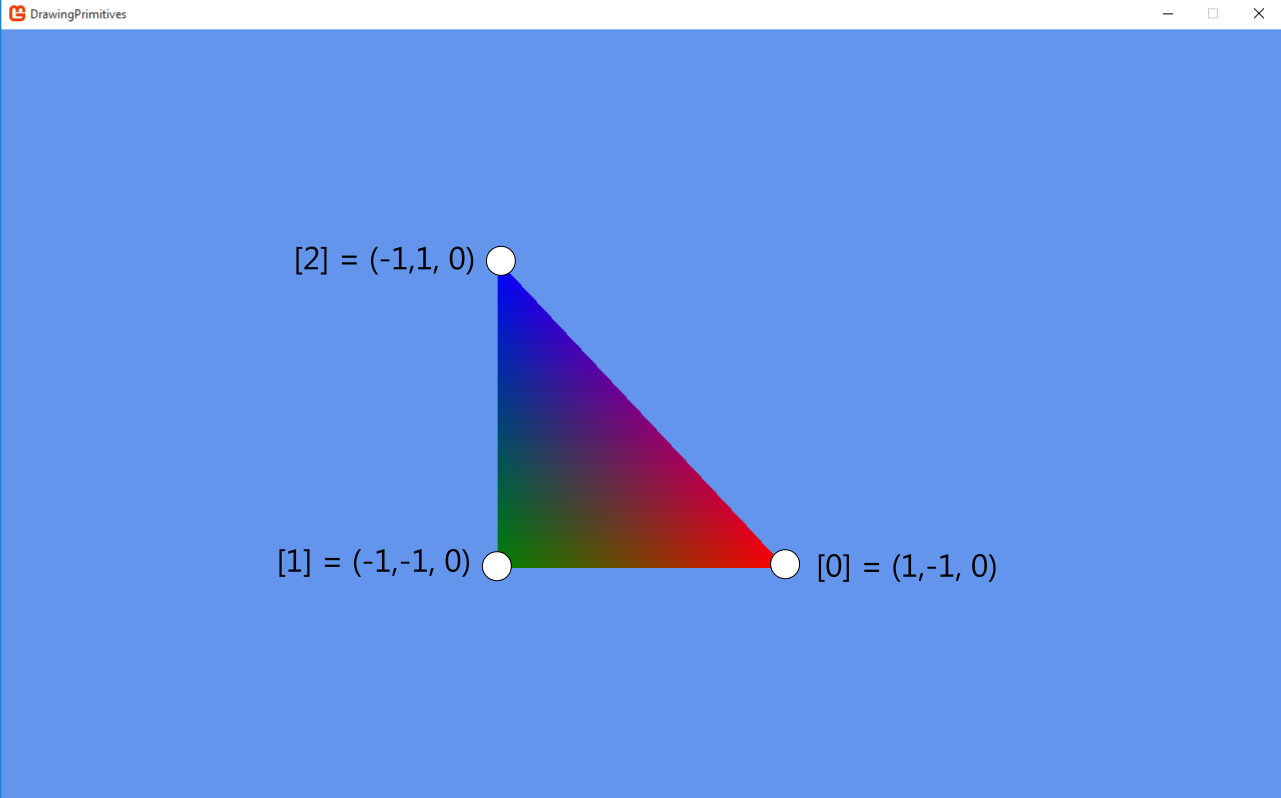 DrawingPrimitives
[2] = (-1,1, 0)
[1] = (-1,-1, 0)
[0] = (1,-1, 0)